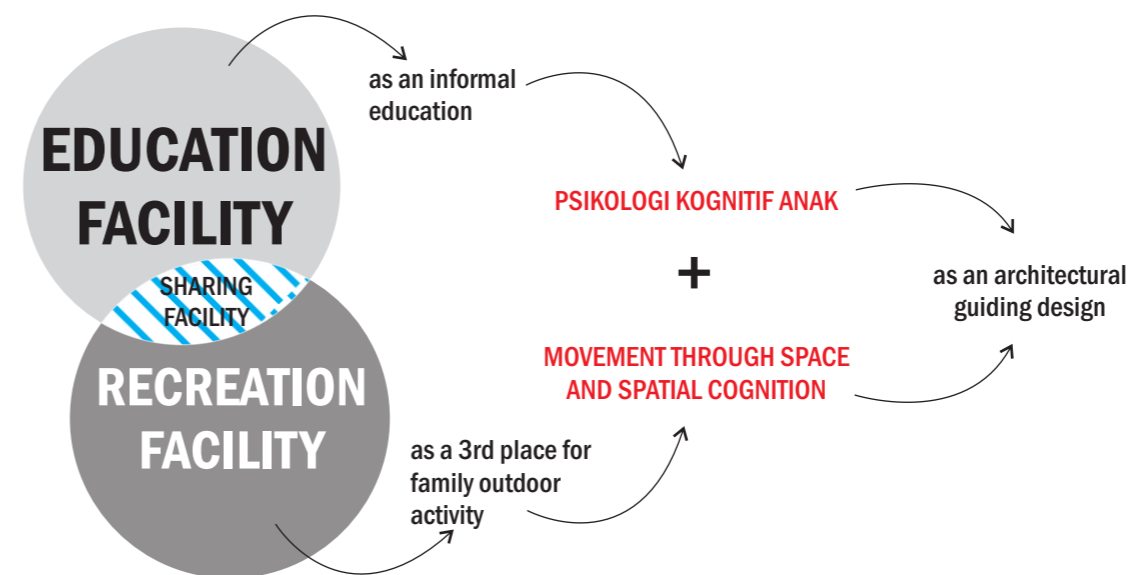 EDUCATION
FACILITY
SHARING
FACILITY
RECREATION
FACILITY
as an informal
education
PSIKOLOGI KOGNITIF ANAK
+
MOVEMENT THROUGH SPACE
AND SPATIAL COGNITION
as a 3rd place for
family outdoor
activity
as an architectural
guiding design